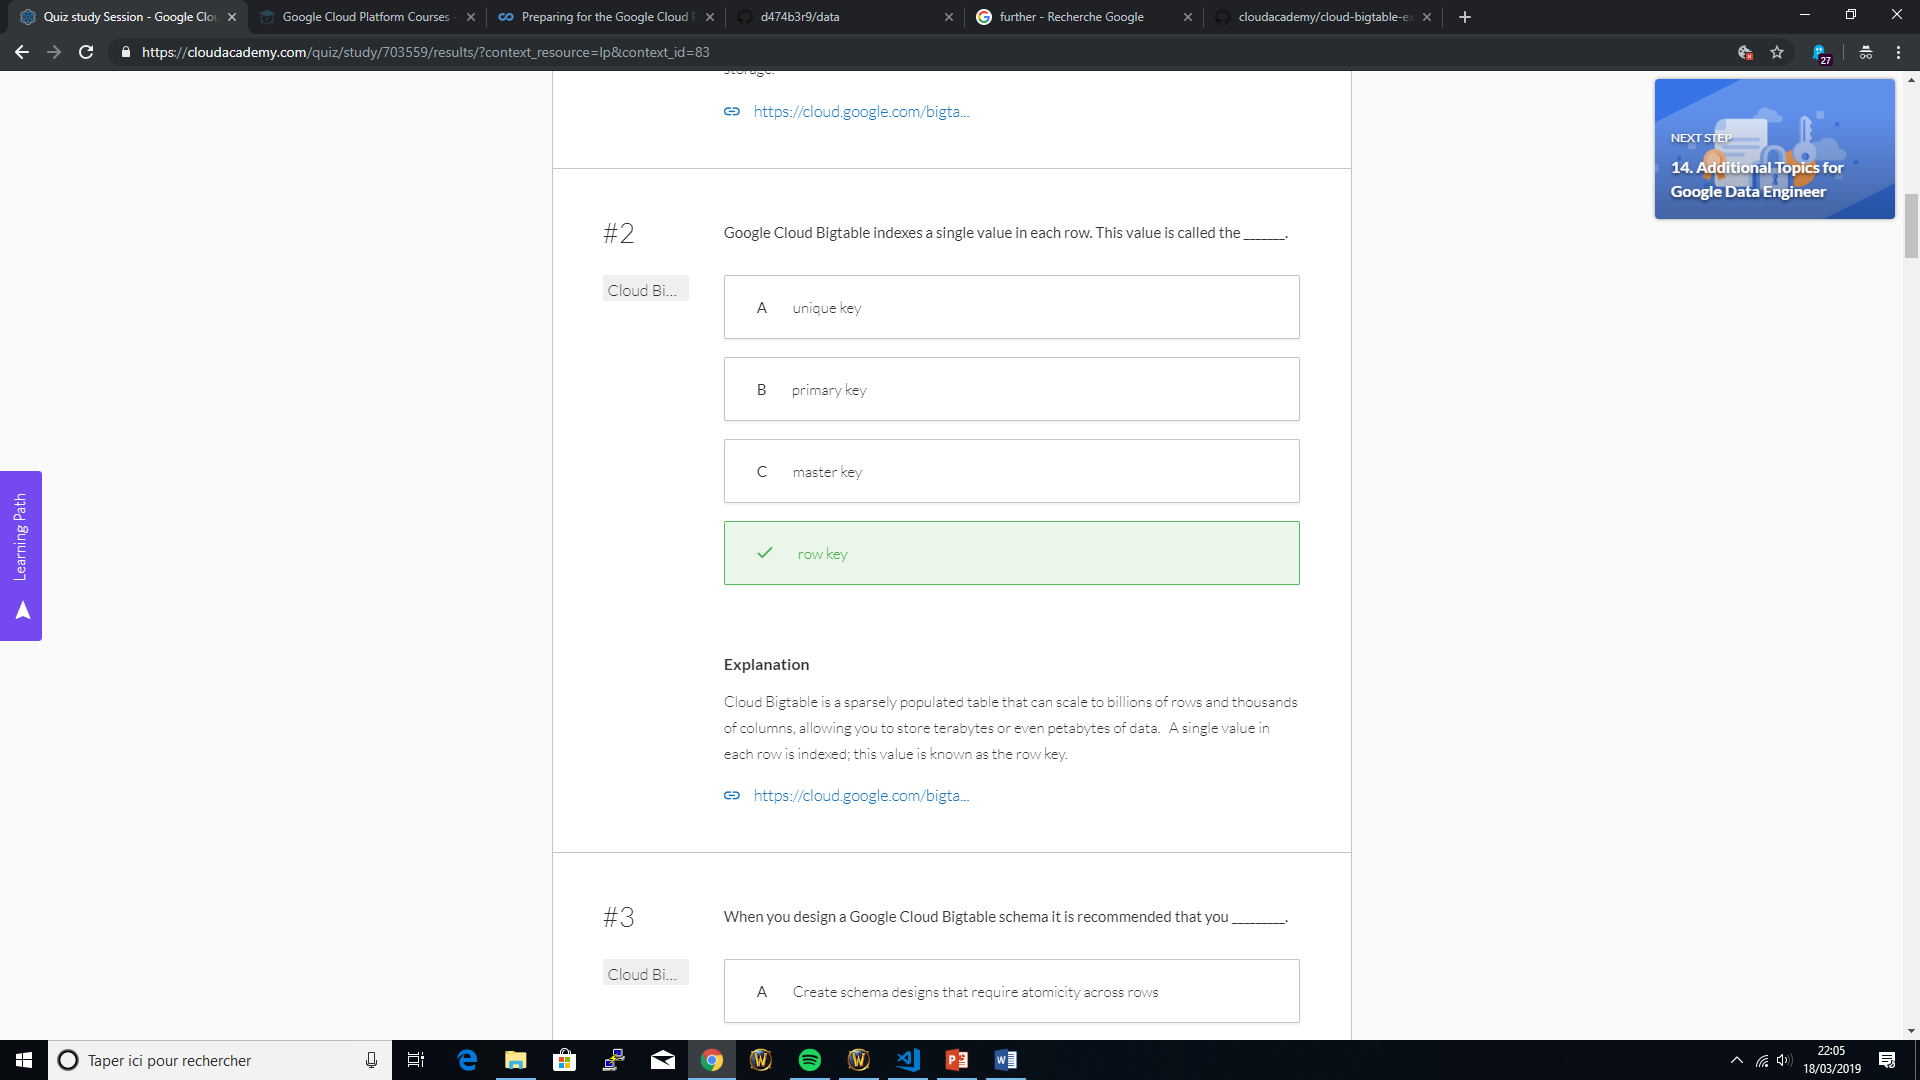 Quiz study Session - Google Clou
Google Cloud Platform Courses -
Preparing for the Google Cloud P
d474b3r9/data
further - Recherche Google
cloudacademy/cloud-bigtable-ex
https://cloudacademy.com/quiz/study/703559/results/?context_resource=lp&context_id=83
27
storage.
https://cloud.google.com/bigta...
NEXT STEP
14. Additional Topics for
Google Data Engineer
#2
Google Cloud Bigtable indexes a single value in each row. This value is called the _______.
Cloud Bi...
A unique key
B primary key
C master key
row key
Learning Path
Explanation
Cloud Bigtable is a sparsely populated table that can scale to billions of rows and thousands
of columns, allowing you to store terabytes or even petabytes of data. A single value in
each row is indexed; this value is known as the row key.
https://cloud.google.com/bigta...
#3
When you design a Google Cloud Bigtable schema it is recommended that you _________.
Cloud Bi...
A Create schema designs that require atomicity across rows
Taper ici pour rechercher
22:05
18/03/2019